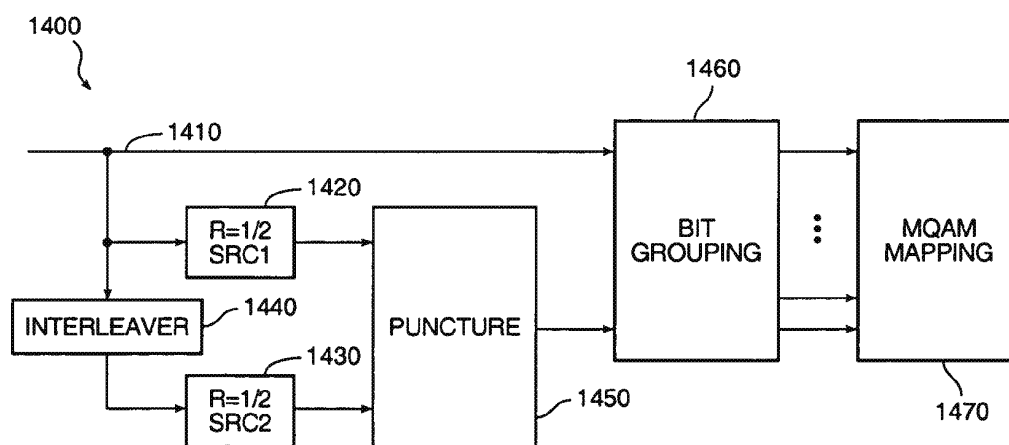 1400
1460
1410
1420
R=1/2
SRC1
BIT
GROUPING
MQAM
MAPPING
INTERLEAVER
1440
PUNCTURE
1430
R=1/2
SRC2
1450
1470